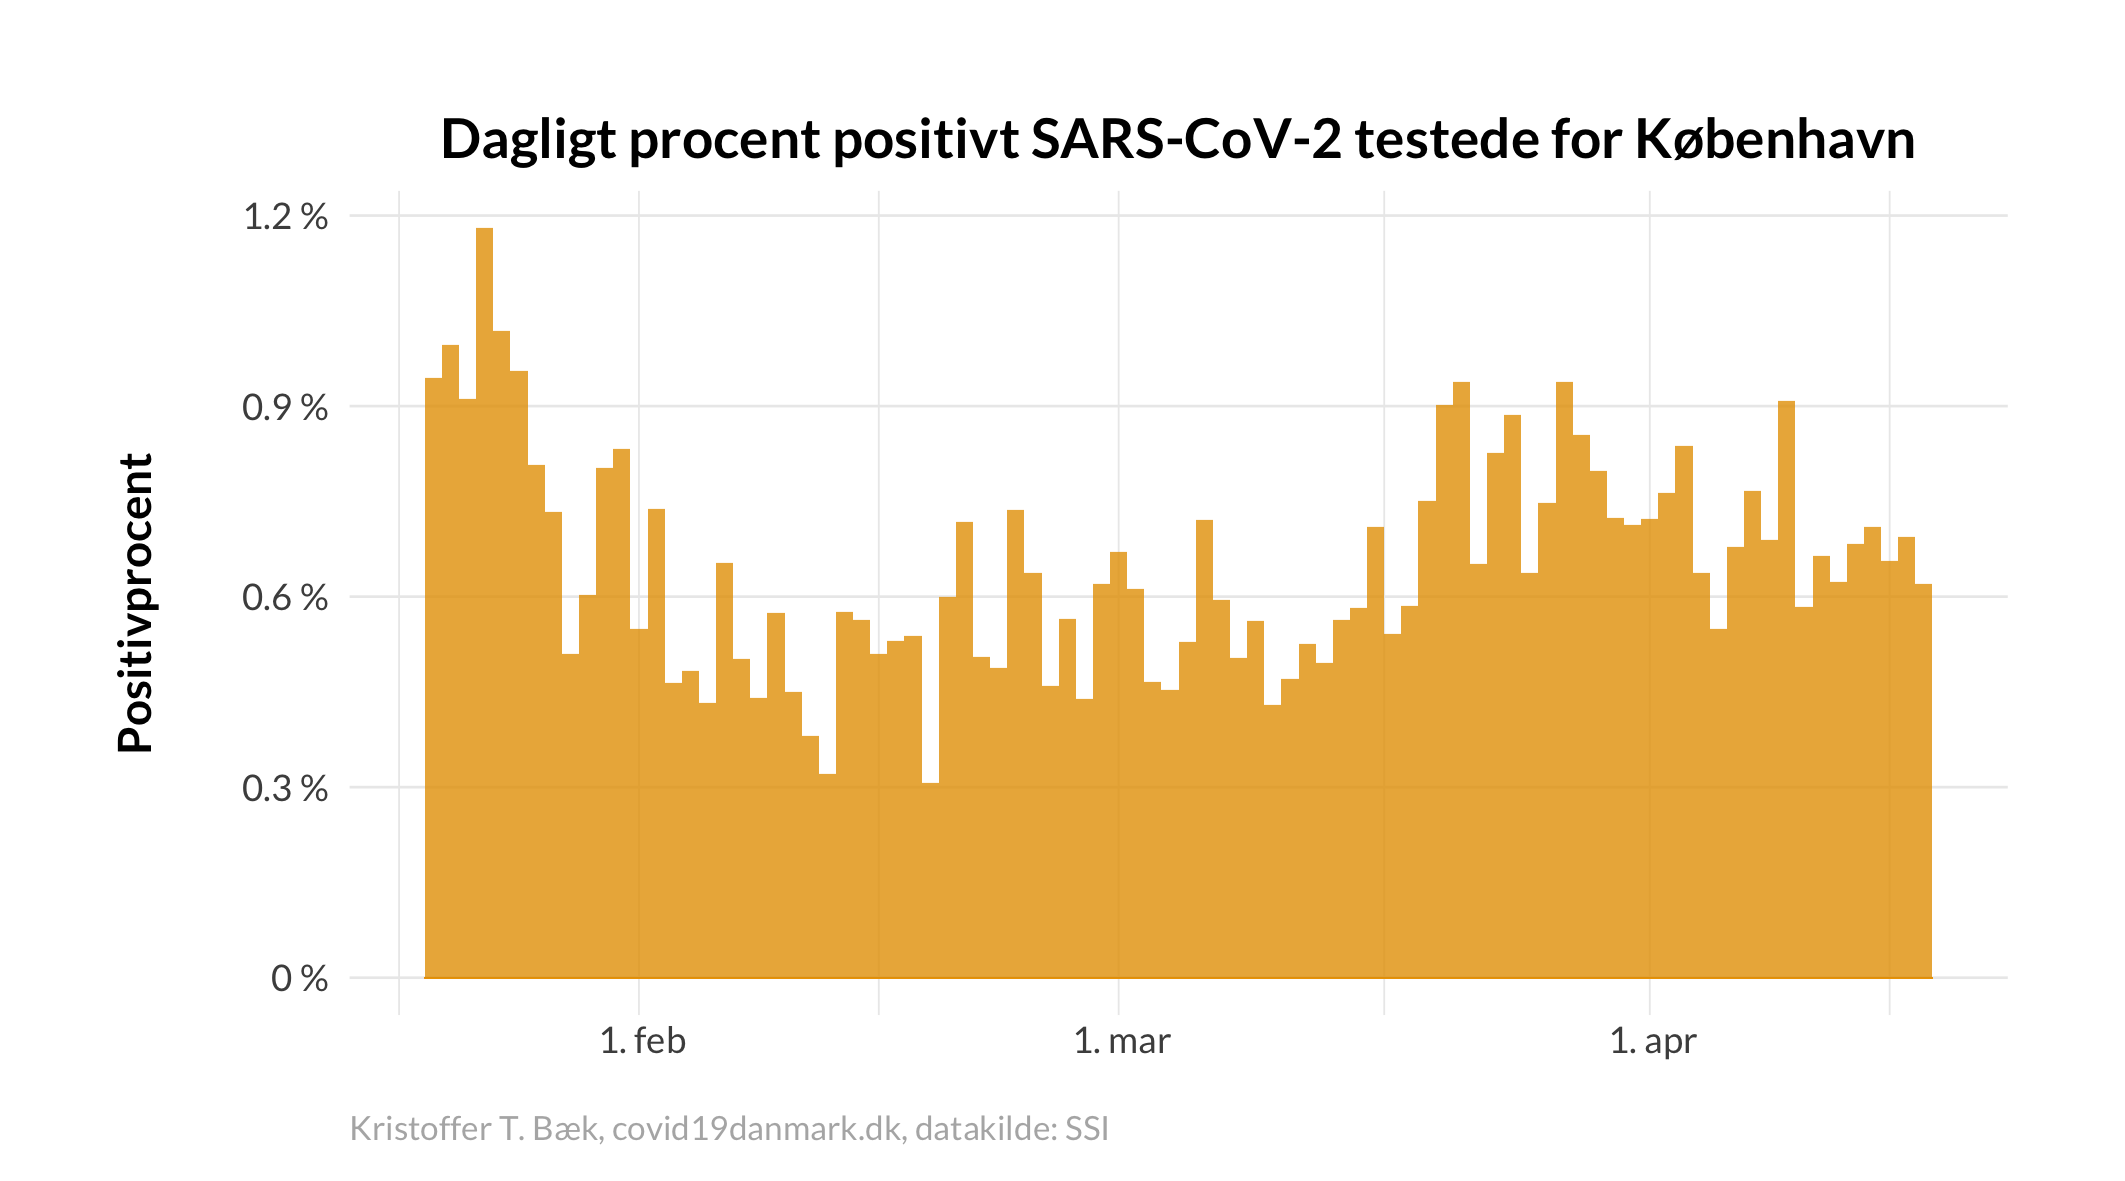 Dagligt procent positivt SARS-CoV-2 testede for København
Positivprocent
1.2 %
0.9 %
0.6 %
0.3 %
0 %
1. feb
1. mar
1. apr
Kristoffer T. Bæk, covid19danmark.dk, datakilde: SSI